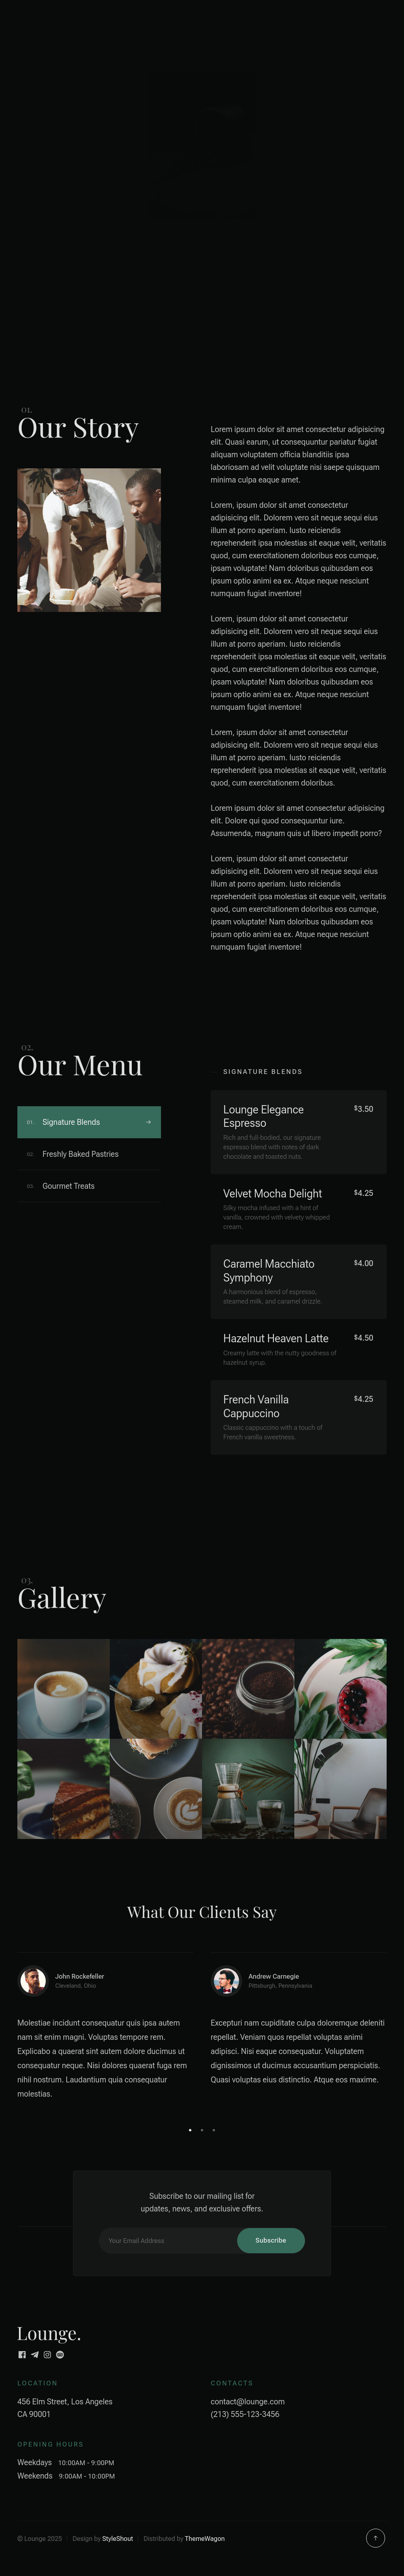 01.
Our Story
Lorem ipsum dolor sit amet consectetur adipisicing
elit. Quasi earum, ut consequuntur pariatur fugiat
aliquam voluptatem officia blanditiis ipsa
laboriosam ad velit voluptate nisi saepe quisquam
minima culpa eaque amet.
Lorem, ipsum dolor sit amet consectetur
adipisicing elit. Dolorem vero sit neque sequi eius
illum at porro aperiam. Iusto reiciendis
reprehenderit ipsa molestias sit eaque velit, veritatis
quod, cum exercitationem doloribus eos cumque,
ipsam voluptate! Nam doloribus quibusdam eos
ipsum optio animi ea ex. Atque neque nesciunt
numquam fugiat inventore!
Lorem, ipsum dolor sit amet consectetur
adipisicing elit. Dolorem vero sit neque sequi eius
illum at porro aperiam. Iusto reiciendis
reprehenderit ipsa molestias sit eaque velit, veritatis
quod, cum exercitationem doloribus eos cumque,
ipsam voluptate! Nam doloribus quibusdam eos
ipsum optio animi ea ex. Atque neque nesciunt
numquam fugiat inventore!
Lorem, ipsum dolor sit amet consectetur
adipisicing elit. Dolorem vero sit neque sequi eius
illum at porro aperiam. Iusto reiciendis
reprehenderit ipsa molestias sit eaque velit, veritatis
quod, cum exercitationem doloribus.
Lorem ipsum dolor sit amet consectetur adipisicing
elit. Dolore qui quod consequuntur iure.
Assumenda, magnam quis ut libero impedit porro?
Lorem, ipsum dolor sit amet consectetur
adipisicing elit. Dolorem vero sit neque sequi eius
illum at porro aperiam. Iusto reiciendis
reprehenderit ipsa molestias sit eaque velit, veritatis
quod, cum exercitationem doloribus eos cumque,
ipsam voluptate! Nam doloribus quibusdam eos
ipsum optio animi ea ex. Atque neque nesciunt
numquam fugiat inventore!
02.
Our Menu
01. Signature Blends
02. Freshly Baked Pastries
03. Gourmet Treats
SIGNATURE BLENDS
Lounge Elegance $3.50
Espresso
Rich and full-bodied, our signature
espresso blend with notes of dark
chocolate and toasted nuts.
Velvet Mocha Delight $4.25
Silky mocha infused with a hint of
vanilla, crowned with velvety whipped
cream.
Caramel Macchiato $4.00
Symphony
A harmonious blend of espresso,
steamed milk, and caramel drizzle.
Hazelnut Heaven Latte $4.50
Creamy latte with the nutty goodness of
hazelnut syrup.
French Vanilla $4.25
Cappuccino
Classic cappuccino with a touch of
French vanilla sweetness.
03.
Gallery
What Our Clients Say
John Rockefeller
Cleveland, Ohio
Molestiae incidunt consequatur quis ipsa autem
nam sit enim magni. Voluptas tempore rem.
Explicabo a quaerat sint autem dolore ducimus ut
consequatur neque. Nisi dolores quaerat fuga rem
nihil nostrum. Laudantium quia consequatur
molestias.
Andrew Carnegie
Pittsburgh, Pennsylvania
Excepturi nam cupiditate culpa doloremque deleniti
repellat. Veniam quos repellat voluptas animi
adipisci. Nisi eaque consequatur. Voluptatem
dignissimos ut ducimus accusantium perspiciatis.
Quasi voluptas eius distinctio. Atque eos maxime.
Subscribe to our mailing list for
updates, news, and exclusive offers.
Your Email Address
Subscribe
Lounge.
LOCATION
456 Elm Street, Los Angeles
CA 90001
CONTACTS
contact@lounge.com
(213) 555-123-3456
OPENING HOURS
Weekdays 10:00AM - 9:00PM
Weekends 9:00AM - 10:00PM
© Lounge 2025 Design by StyleShout Distributed by ThemeWagon